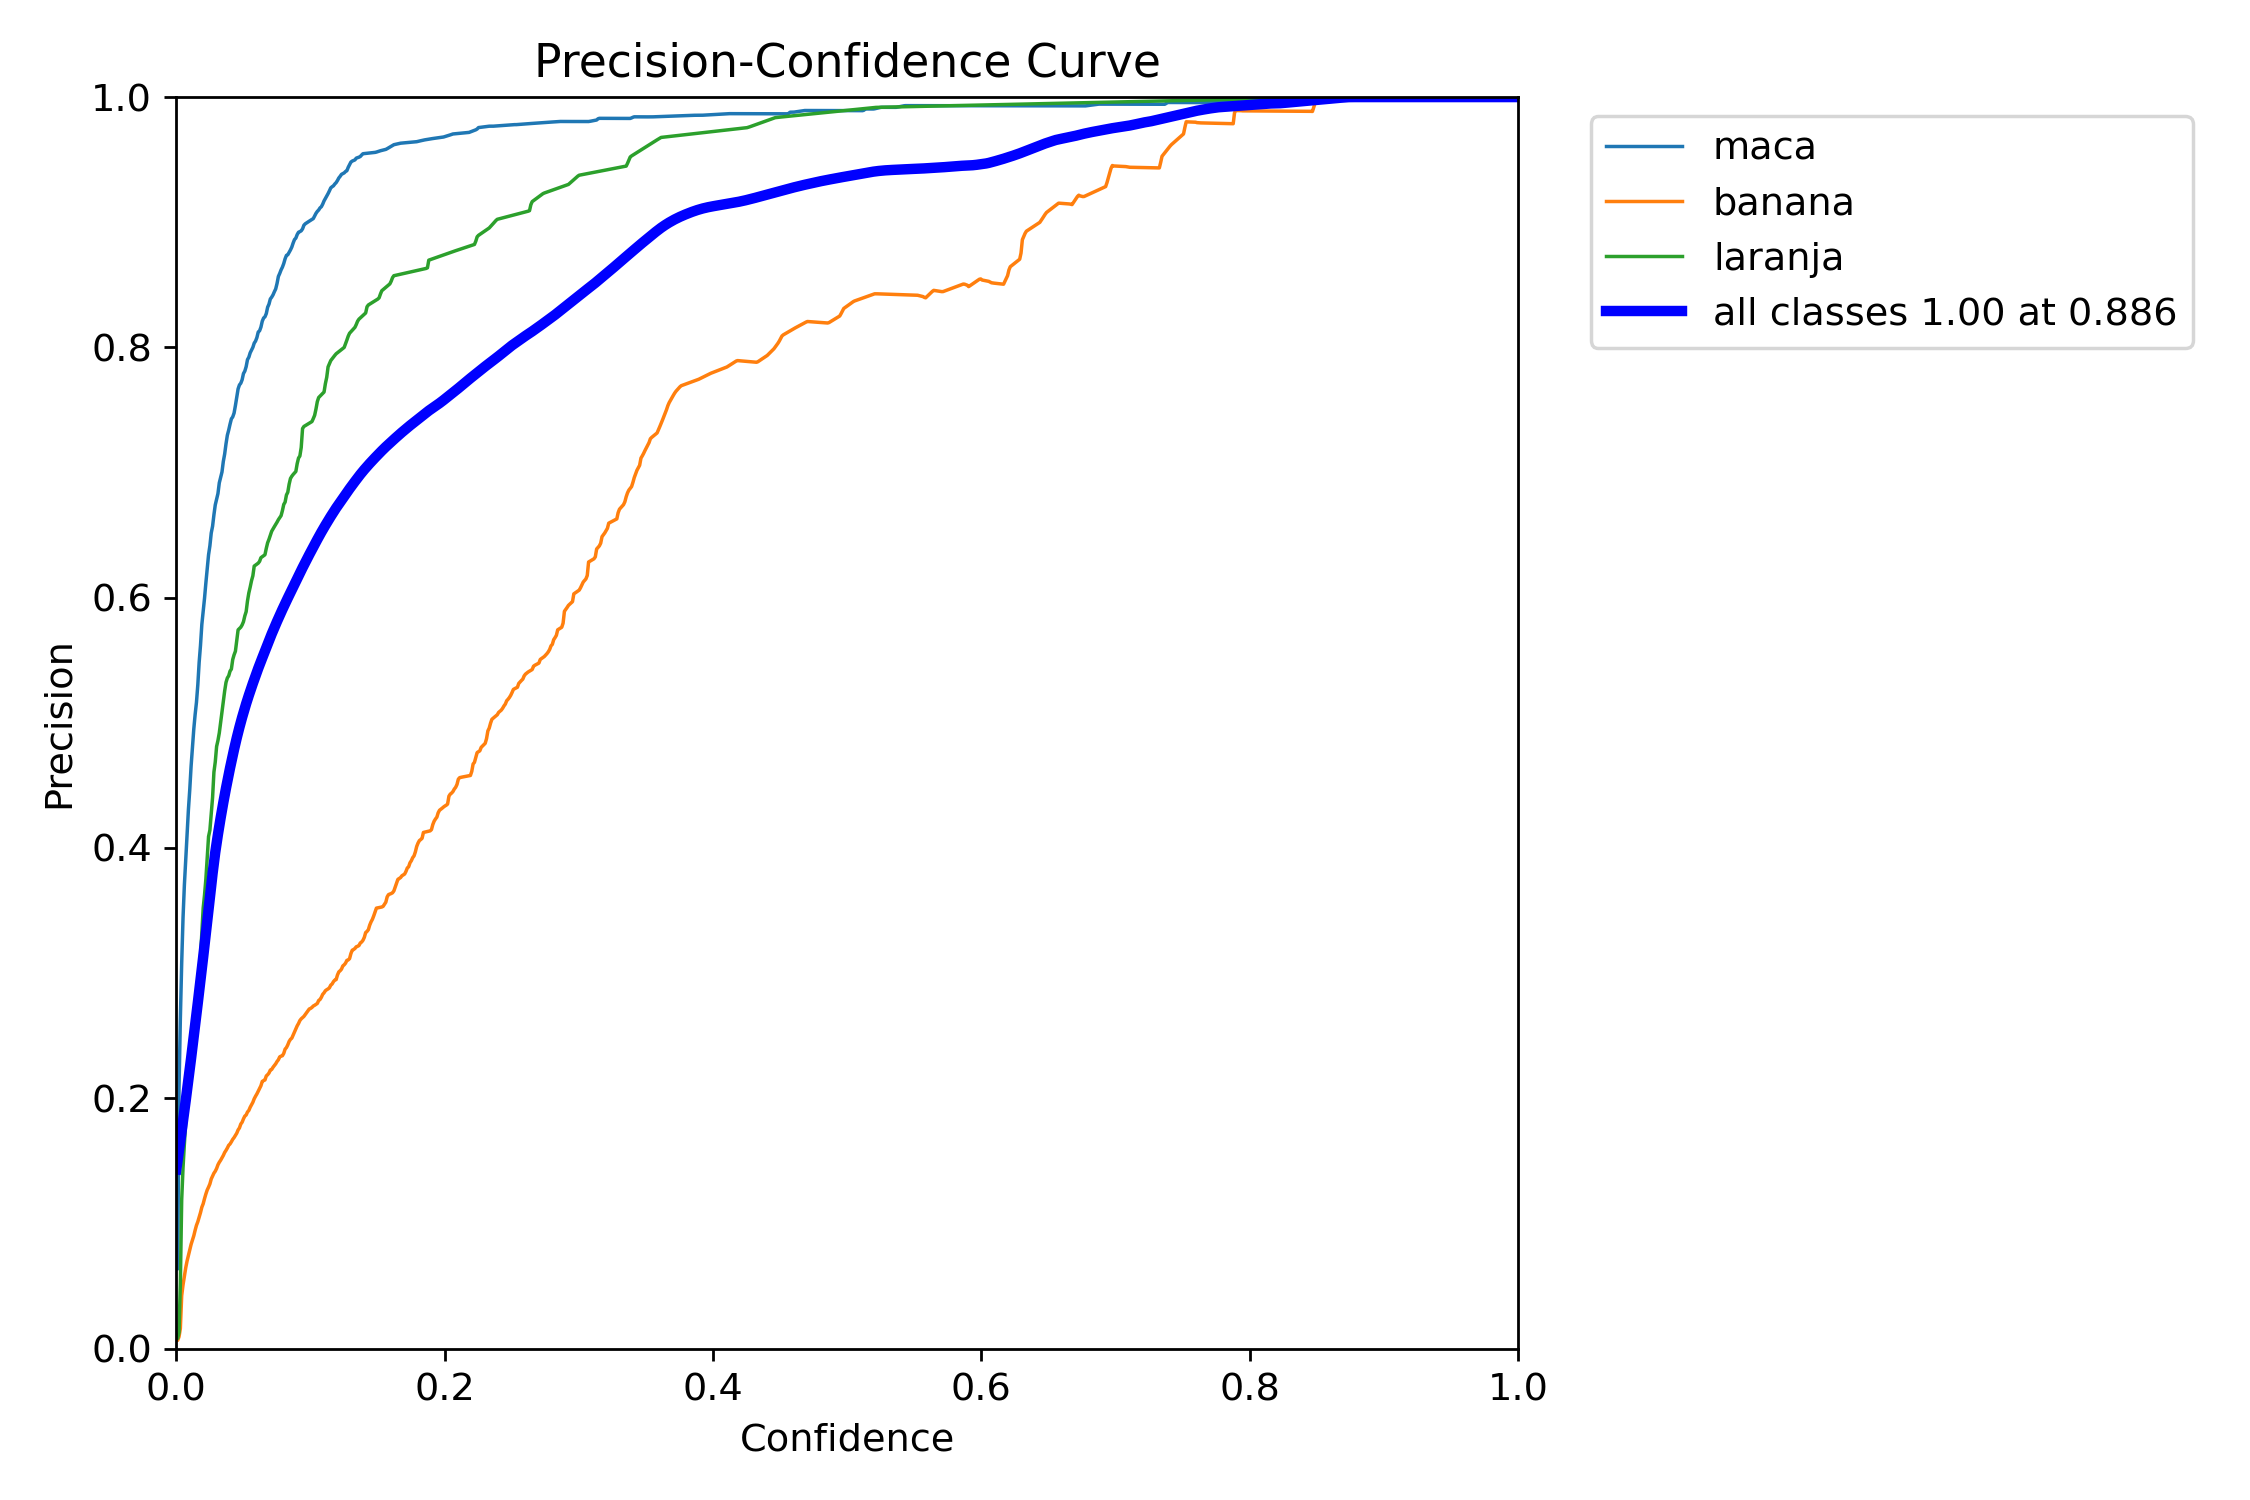 Precision-Confidence Curve
1.0
0.8
0.6
0.4
0.2
0.0
Precision
0.0 0.2 0.4 0.6 0.8 1.0
Confidence
maca
banana
laranja
all classes 1.00 at 0.886